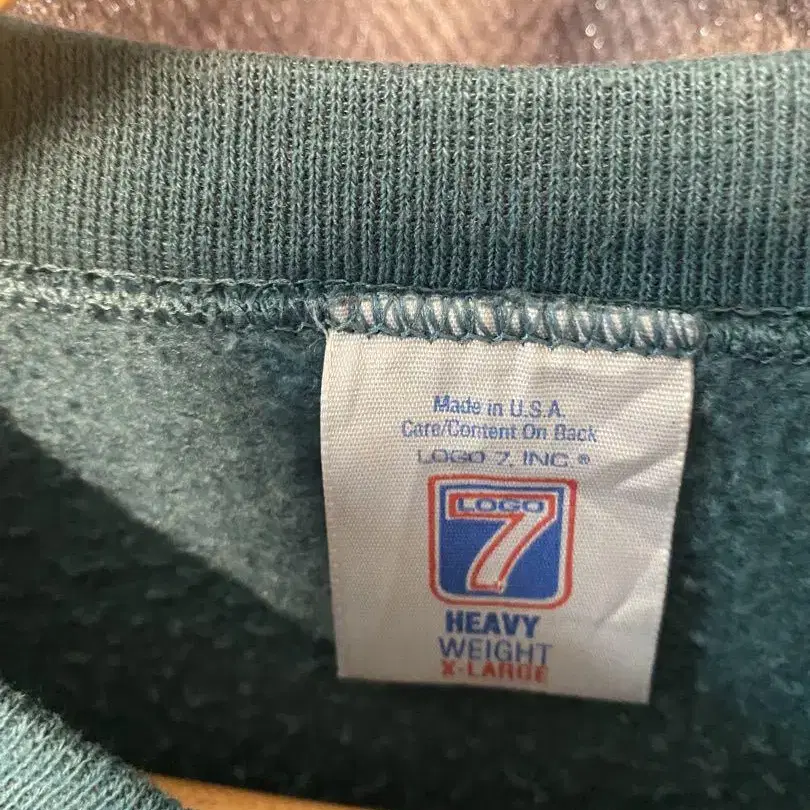 Made in U.S.A.
Care/Content On Back
LOGO 7, INC.®
LOGO
7
HEAVY
WEIGHT
X-LARGE